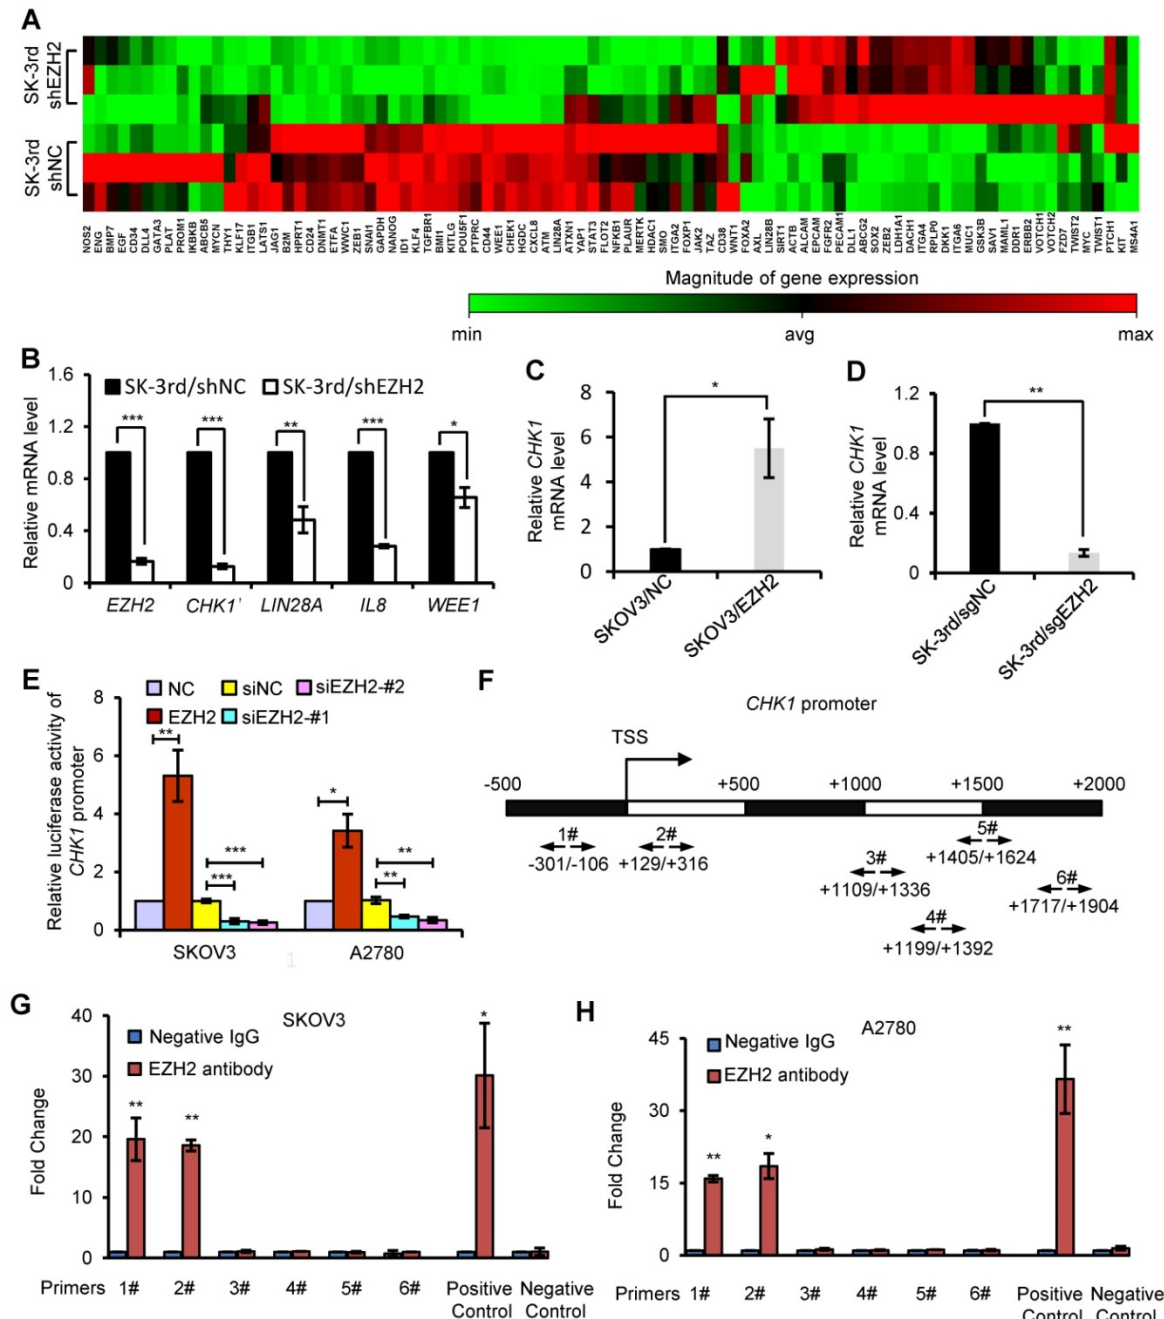 A
SK-3rd
shEZH2
SK-3rd
shNC
NOS2 ENG BMP7 EGF CD34 DLL4 GATA3 PLAT PROM1 IKBKB ABCB5 MYCN THY1 KLF17 ITGB1 LATS1 B2M HPRT1 CD24 DNMT1 ETFA WWC1 ZEB1 SNAI1 GAPDH NANOG ID1 KLF4 TGFBR1 BMI1 KITLG POU5F1 PTPRC CD44 WEE1 CHEK1 HGDC CXCL8 ATM LIN28A ATXN1 YAP1 STAT3 FLOT2 NFKB1 PLAUR MERTK HDAC1 SMO ITGA2 FOXP1 JAK2 TAZ CD38 WNT1 FOXA2 AXL LIN28B SIRT1 ACTB ALCAM EPCAM FGFR2 PECAM1 DLL1 ABCG2 SOX2 ZEB2 LDH1A1 DACH1 ITGA4 RPLP0 DKK1 ITGA6 MUC1 GSK3B SAV1 MAML1 DDR1 ERBB2 VOTCH1 VOTCH2 FZD7 TWIST2 MYC TWIST1 PTCH1 KIT MS4A1
Magnitude of gene expression
min avg max
B
Relative mRNA level
1.6
1.2
0.8
0.4
0
SK-3rd/shNC SK-3rd/shEZH2
*** *** ** *** *
EZH2 CHK1' LIN28A IL8 WEE1
C
Relative CHK1
mRNA level
8
6
4
2
0
*
SKOV3/NC
SKOV3/EZH2
D
Relative CHK1
mRNA level
1.2
0.8
0.4
0
**
SK-3rd/sgNC
SK-3rd/sgEZH2
E
Relative luciferase activity of
CHK1 promoter
8
6
4
2
0
NC siNC siEZH2-#2
EZH2 siEZH2-#1
** *** *** * ** **
SKOV3 A2780
1
F
CHK1 promoter
TSS
-500 +500 +1000 +1500 +2000
1#
-301/-106
2#
+129/+316
3#
+1109/+1336
4#
+1199/+1392
5#
+1405/+1624
6#
+1717/+1904
G
SKOV3
Fold Change
40
30
20
10
0
Negative IgG
EZH2 antibody
** ** *
Primers 1# 2# 3# 4# 5# 6# Positive Negative
Control Control
H
A2780
Fold Change
45
30
15
0
Negative IgG
EZH2 antibody
** * **
Primers 1# 2# 3# 4# 5# 6# Positive Negative
Control Control